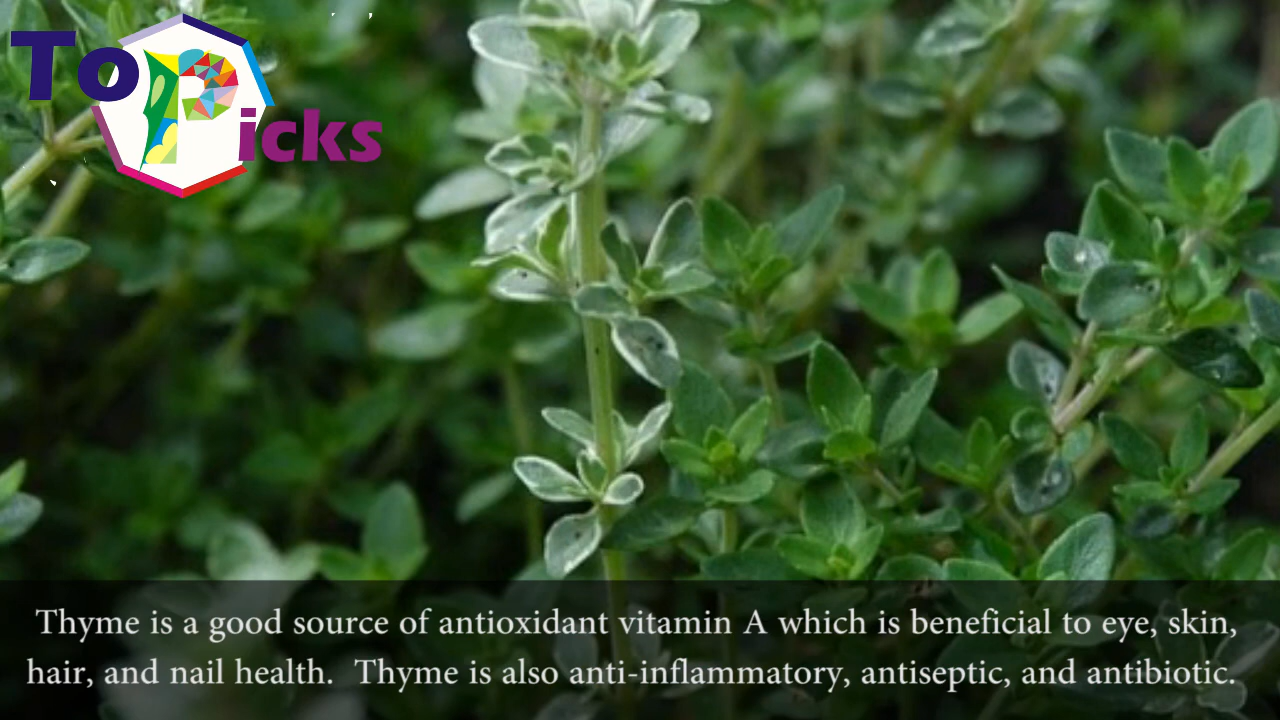 ToPicks
Thyme is a good source of antioxidant vitamin A which is beneficial to eye, skin,
hair, and nail health.  Thyme is also anti-inflammatory, antiseptic, and antibiotic.